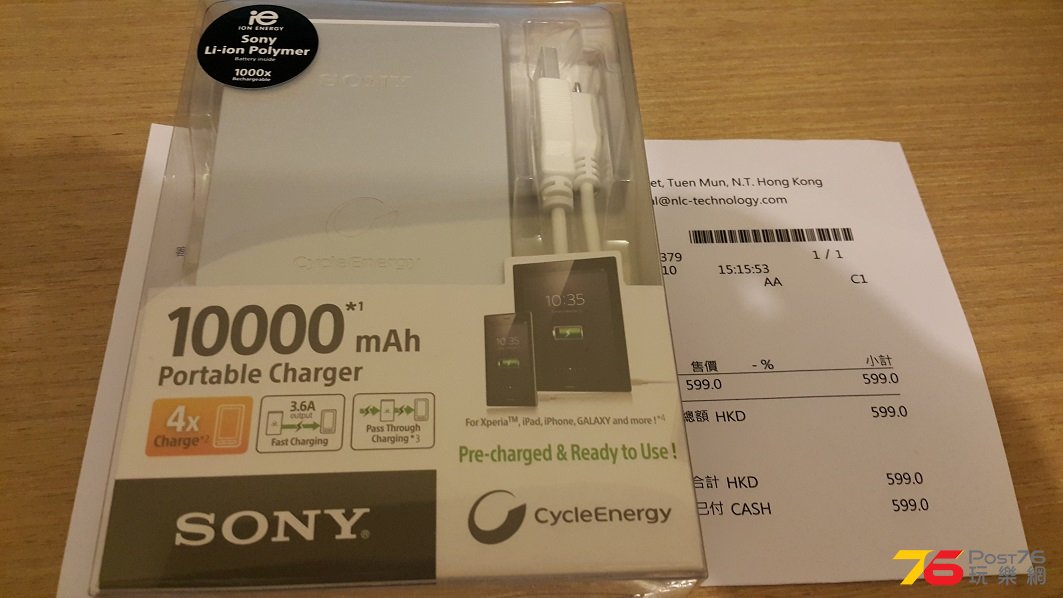 ie
ION ENERGY
Sony
Li-ion Polymer
Battery inside
1000x
Rechargeable
SONY
CycleEnergy
10000*1 mAh
Portable Charger
4x
Charge*2
3.6A
output
Fast Charging
Pass Through
Charging*3
10:35
10:35
For Xperia™, iPad, iPhone, GALAXY and more!*4
Pre-charged & Ready to Use!
SONY®
CycleEnergy
et, Tuen Mun, N.T. Hong Kong
al@nlc-technology.com
379
1 / 1
10
15:15:53
AA
C1
售價 - % 小計
599.0 599.0
總額 HKD 599.0
合計 HKD 599.0
已付 CASH 599.0
76 POST76
玩樂網